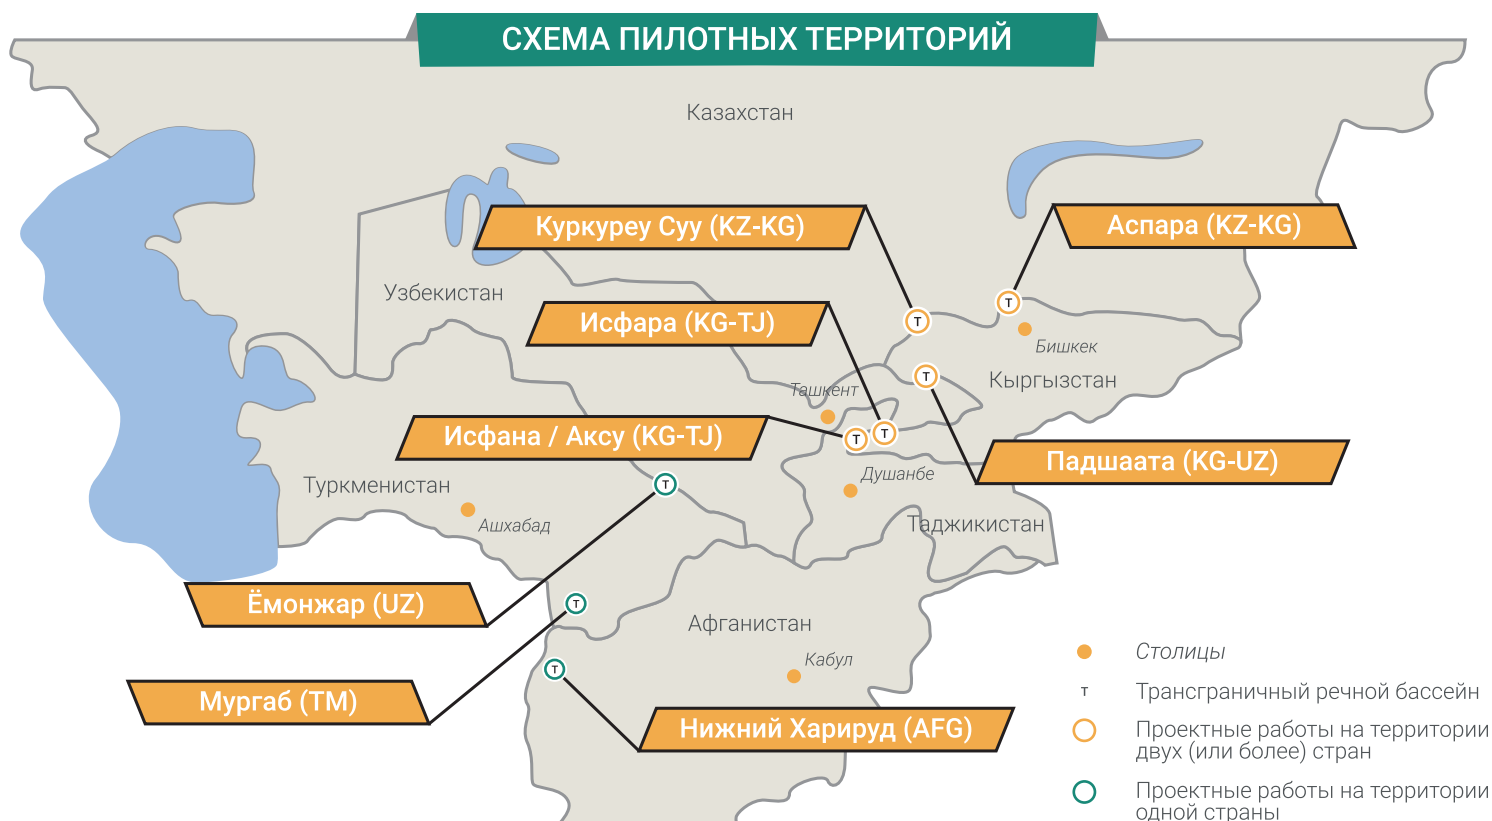 СХЕМА ПИЛОТНЫХ ТЕРРИТОРИЙ
Казахстан
Куркуреу Суу (KZ-KG)
Аспара (KZ-KG)
Узбекистан
Исфара (KG-TJ)
Т
Т
Бишкек
Кыргызстан
Т
Ташкент
Исфана / Аксу (KG-TJ)
Т
Т
Падшаата (KG-UZ)
Душанбе
Туркменистан
Т
Ашхабад
Таджикистан
Ёмонжар (UZ)
Т
Афганистан
Кабул
Т
Мургаб (TM)
Нижний Харируд (AFG)
Столицы
Т Трансграничный речной бассейн
Проектные работы на территории
двух (или более) стран
Проектные работы на территории
одной страны